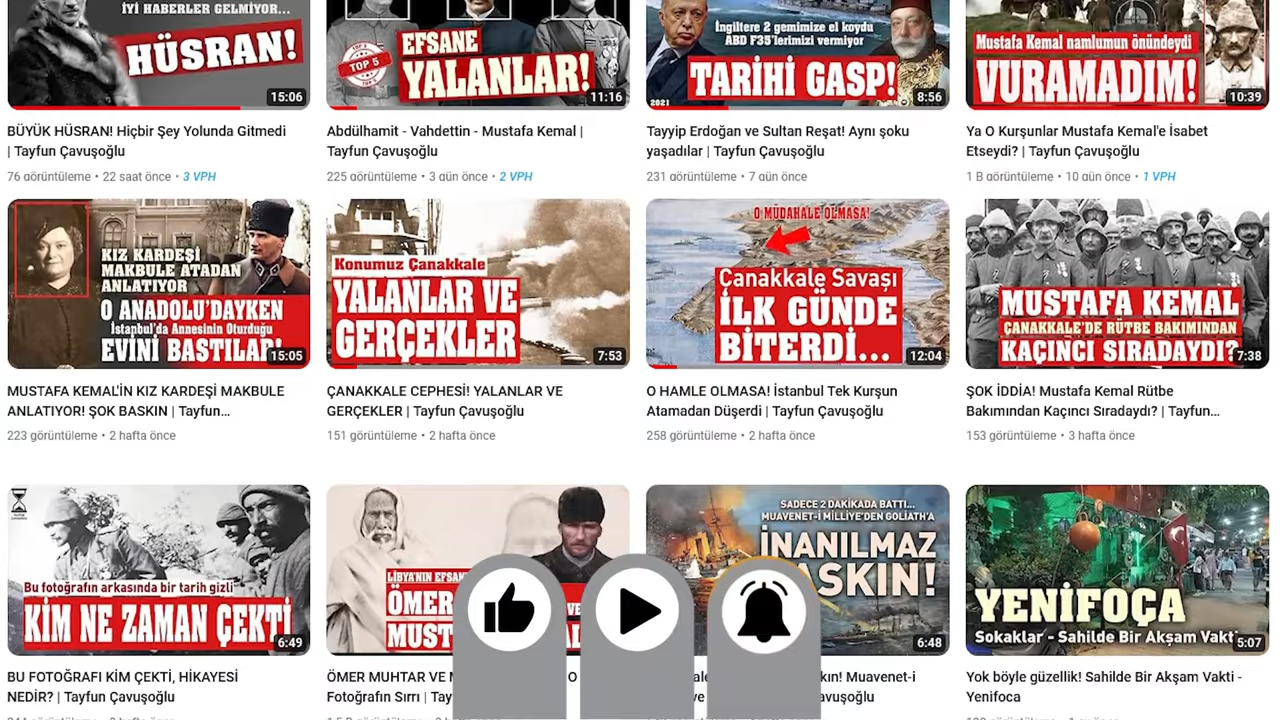 İYİ HABERLER GELMİYOR...
HÜSRAN!
15:06
TOP 5
EFSANE
YALANLAR!
11:16
İngiltere 2 gemimize el koydu
ABD F35'lerimizi vermiyor
TARİHİ GASP!
2021
8:56
Mustafa Kemal namlumun önündeydi
VURAMADIM!
10:39
BÜYÜK HÜSRAN! Hiçbir Şey Yolunda Gitmedi
| Tayfun Çavuşoğlu
76 görüntüleme • 22 saat önce • 3 VPH
Abdülhamit - Vahdettin - Mustafa Kemal |
Tayfun Çavuşoğlu
225 görüntüleme • 3 gün önce • 2 VPH
Tayyip Erdoğan ve Sultan Reşat! Aynı şoku
yaşadılar | Tayfun Çavuşoğlu
231 görüntüleme • 7 gün önce
Ya O Kurşunlar Mustafa Kemal'e İsabet
Etseydi? | Tayfun Çavuşoğlu
1 B görüntüleme • 10 gün önce • 1 VPH
KIZ KARDEŞİ
MAKBULE ATADAN
ANLATIYOR
O ANADOLU'DAYKEN
İstanbul'da Annesinin Oturduğu
EVİNİ BASTILAR!
15:05
Konumuz Çanakkale
YALANLAR VE
GERÇEKLER
7:53
O MÜDAHALE OLMASA!
Çanakkale Savaşı
İLK GÜNDE
BİTERDİ...
12:04
MUSTAFA KEMAL
ÇANAKKALE'DE RÜTBE BAKIMINDAN
KAÇINCI SIRADAYDI?
7:38
MUSTAFA KEMAL'İN KIZ KARDEŞİ MAKBULE
ANLATIYOR! ŞOK BASKIN | Tayfun...
223 görüntüleme • 2 hafta önce
ÇANAKKALE CEPHESİ! YALANLAR VE
GERÇEKLER | Tayfun Çavuşoğlu
151 görüntüleme • 2 hafta önce
O HAMLE OLMASA! İstanbul Tek Kurşun
Atamadan Düşerdi | Tayfun Çavuşoğlu
258 görüntüleme • 2 hafta önce
ŞOK İDDİA! Mustafa Kemal Rütbe
Bakımından Kaçıncı Sıradaydı? | Tayfun...
153 görüntüleme • 3 hafta önce
Bu fotoğrafın arkasında bir tarih gizli
KİM NE ZAMAN ÇEKTİ
6:49
LİBYA'NIN EFSAN
ÖMER
VE
MUST
SADECE 2 DAKİKADA BATTI...
MUAVENET-İ MİLLİYE'DEN GOLİATH'A
İNANILMAZ
ASKIN!
6:48
YENİFOÇA
Sokaklar - Sahilde Bir Akşam Vakti
5:07
BU FOTOĞRAFI KİM ÇEKTİ, HİKAYESİ
NEDİR? | Tayfun Çavuşoğlu
ÖMER MUHTAR VE M
Fotoğrafın Sırrı | Tay
kın! Muavenet-i
avuşoğlu
Yok böyle güzellik! Sahilde Bir Akşam Vakti -
Yenifoca